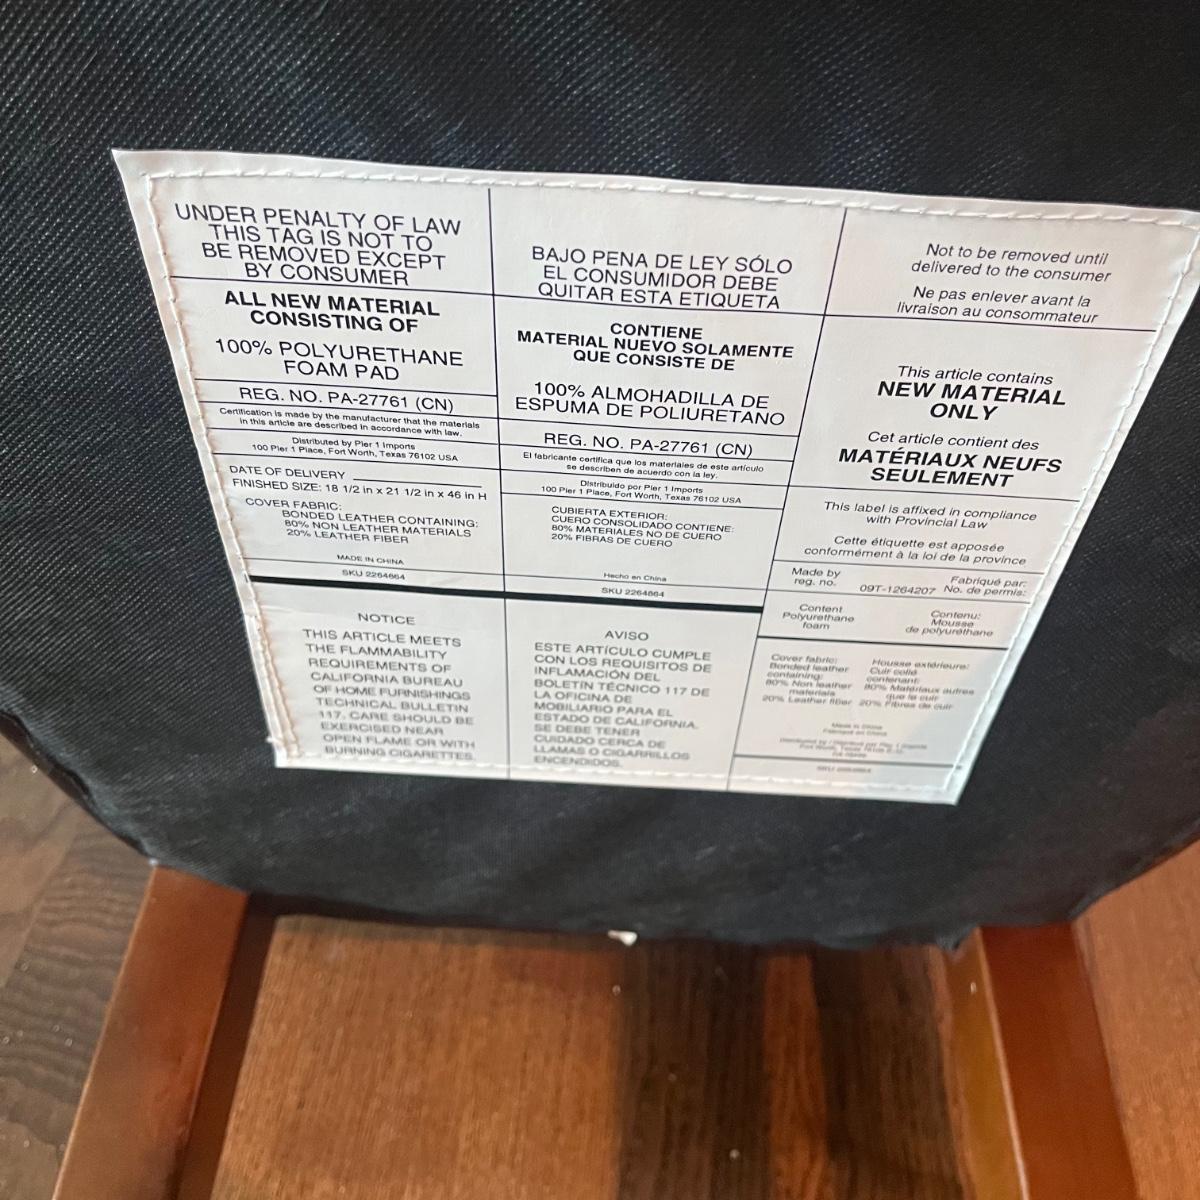 UNDER PENALTY OF LAW
THIS TAG IS NOT TO
BE REMOVED EXCEPT
BY CONSUMER
ALL NEW MATERIAL
CONSISTING OF
100% POLYURETHANE
FOAM PAD
REG. NO. PA-27761 (CN)
Certification is made by the manufacturer that the materials
in this article are described in accordance with law.
Distributed by Pier 1 Imports
100 Pier 1 Place, Fort Worth, Texas 76102 USA
DATE OF DELIVERY
FINISHED SIZE: 18 1/2 in x 21 1/2 in x 46 in H
COVER FABRIC:
BONDED LEATHER CONTAINING:
80% NON LEATHER MATERIALS
20% LEATHER FIBER
MADE IN CHINA
SKU 2264664
NOTICE
THIS ARTICLE MEETS
THE FLAMMABILITY
REQUIREMENTS OF
CALIFORNIA BUREAU
OF HOME FURNISHINGS
TECHNICAL BULLETIN
117. CARE SHOULD BE
EXERCISED NEAR
OPEN FLAME OR WITH
BURNING CIGARETTES.
BAJO PENA DE LEY SÓLO
EL CONSUMIDOR DEBE
QUITAR ESTA ETIQUETA
CONTIENE
MATERIAL NUEVO SOLAMENTE
QUE CONSISTE DE
100% ALMOHADILLA DE
ESPUMA DE POLIURETANO
REG. NO. PA-27761 (CN)
El fabricante certifica que los materiales de este artículo
se describen de acuerdo con la ley.
Distribuido por Pier 1 Imports
100 Pier 1 Place, Fort Worth, Texas 76102 USA
CUBIERTA EXTERIOR:
CUERO CONSOLIDADO CONTIENE:
80% MATERIALES NO DE CUERO
20% FIBRAS DE CUERO
Hecho en China
SKU 2264664
AVISO
ESTE ARTÍCULO CUMPLE
CON LOS REQUISITOS DE
INFLAMACIÓN DEL
BOLETÍN TÉCNICO 117 DE
LA OFICINA DE
MOBILIARIO PARA EL
ESTADO DE CALIFORNIA.
SE DEBE TENER
CUIDADO CERCA DE
LLAMAS O CIGARRILLOS
ENCENDIDOS.
Not to be removed until
delivered to the consumer
Ne pas enlever avant la
livraison au consommateur
This article contains
NEW MATERIAL
ONLY
Cet article contient des
MATÉRIAUX NEUFS
SEULEMENT
This label is affixed in compliance
with Provincial Law
Cette étiquette est apposée
conformément à la loi de la province
Made by Fabriqué par:
reg. no. 09T-1264207 No. de permis:
Content Contenu:
Polyurethane Mousse
foam de polyuréthane
Cover fabric: Housse extérieure:
Bonded leather Cuir collé
containing: contenant:
80% Non leather 80% Matériaux autres
materials que le cuir
20% Leather fiber 20% Fibres de cuir
Made in China
Fabriqué en China
SKU 2264664